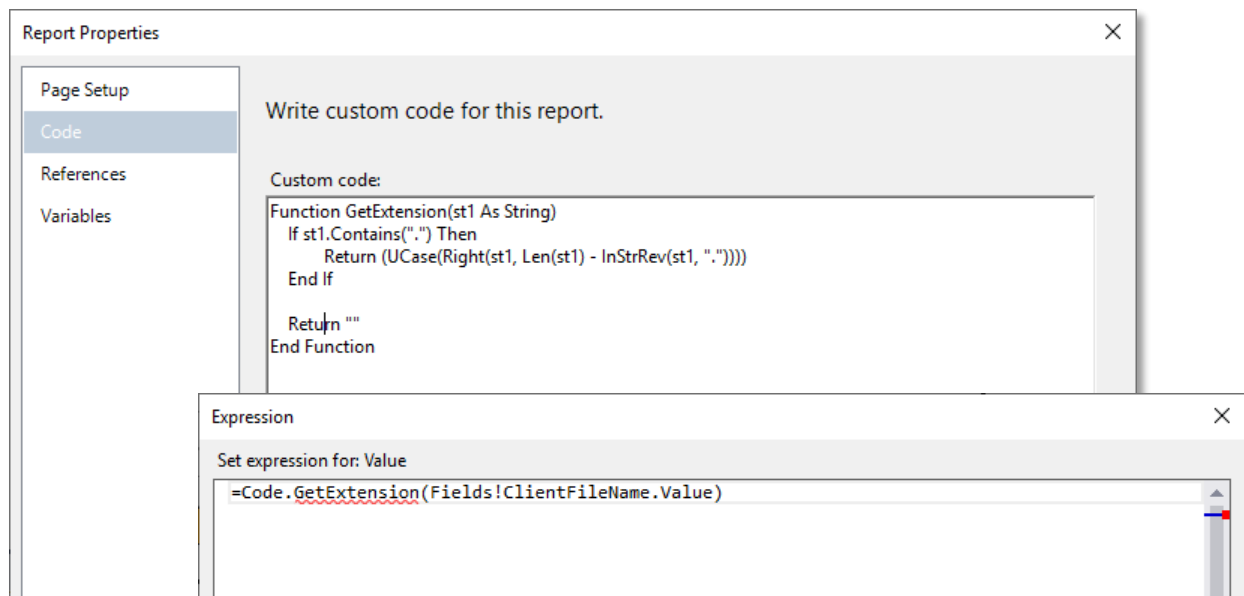 Report Properties
Page Setup
Code
References
Variables
Write custom code for this report.
Custom code:
Function GetExtension(st1 As String)
If st1.Contains(".") Then
Return (UCase(Right(st1, Len(st1) - InStrRev(st1, "."))))
End If
Return ""
End Function
Expression
Set expression for: Value
=Code.GetExtension(Fields!ClientFileName.Value)